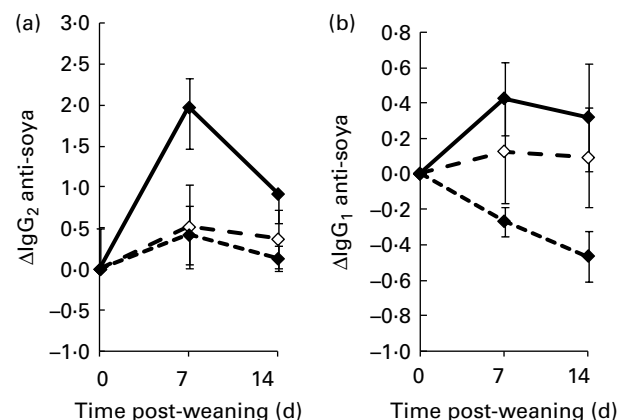 (a)
3·0
2·5
2·0
1·5
1·0
0·5
0·0
−0·5
−1·0
ΔIgG₂ anti-soya
0 7 14
Time post-weaning (d)
(b)
0·8
0·6
0·4
0·2
0·0
−0·2
−0·4
−0·6
−0·8
−1·0
ΔIgG₁ anti-soya
0 7 14
Time post-weaning (d)